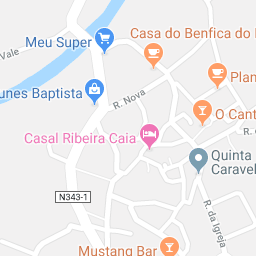 Vale
Meu Super
Casa do Benfica do
unes Baptista
R. Nova
Plan
O Cant
Casal Ribeira Caia
Quinta
Caravel
R. da Igreja
N343-1
Mustang Bar